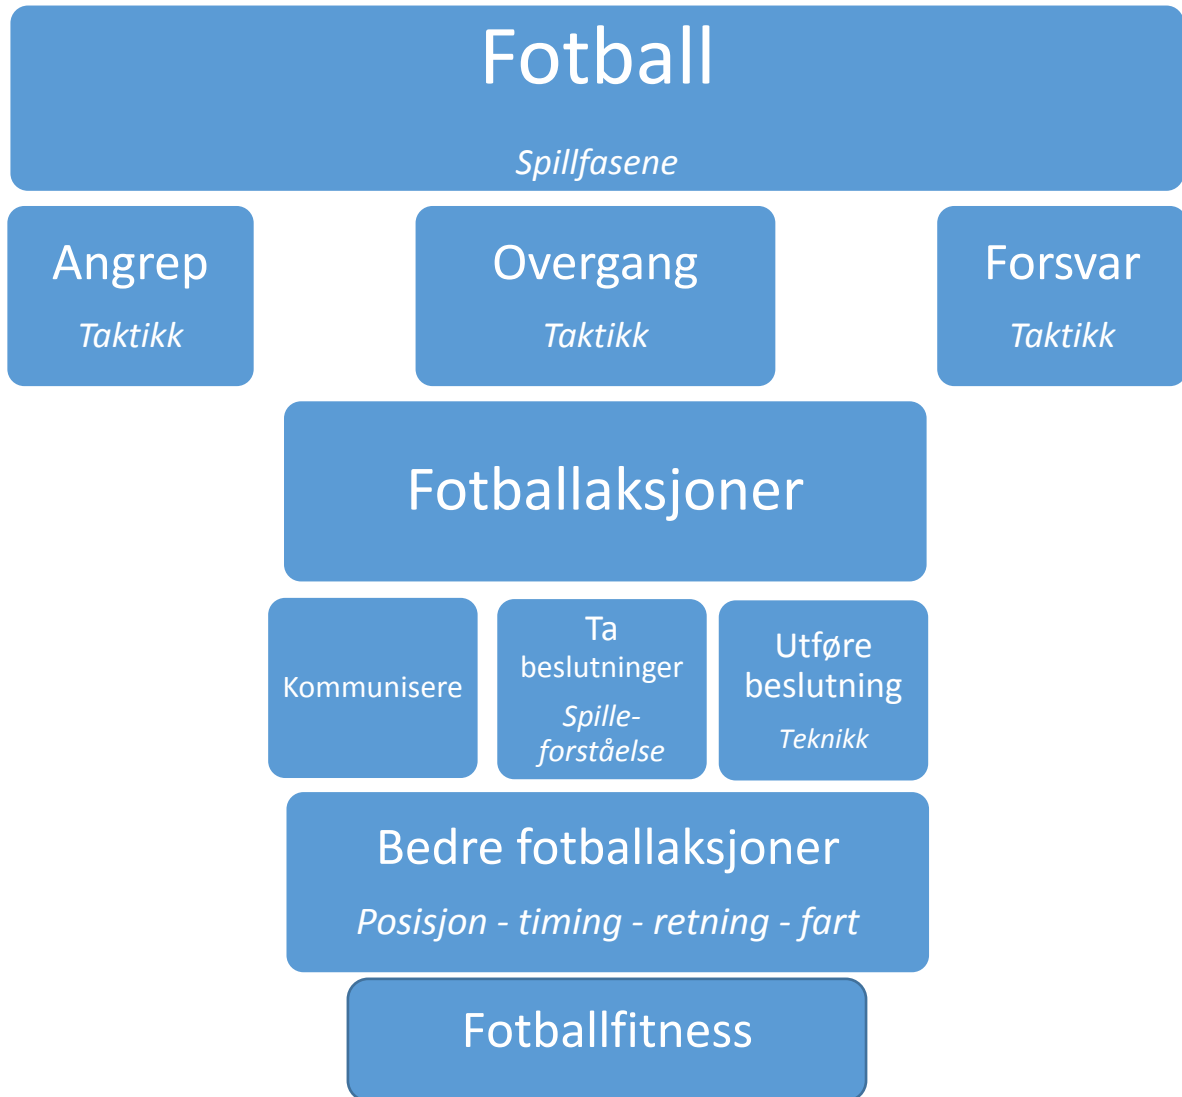 Fotball
Spillfasene
Angrep
Taktikk
Overgang
Taktikk
Forsvar
Taktikk
Fotballaksjoner
Kommunisere
Ta
beslutninger
Spille-
forståelse
Utføre
beslutning
Teknikk
Bedre fotballaksjoner
Posisjon - timing - retning - fart
Fotballfitness